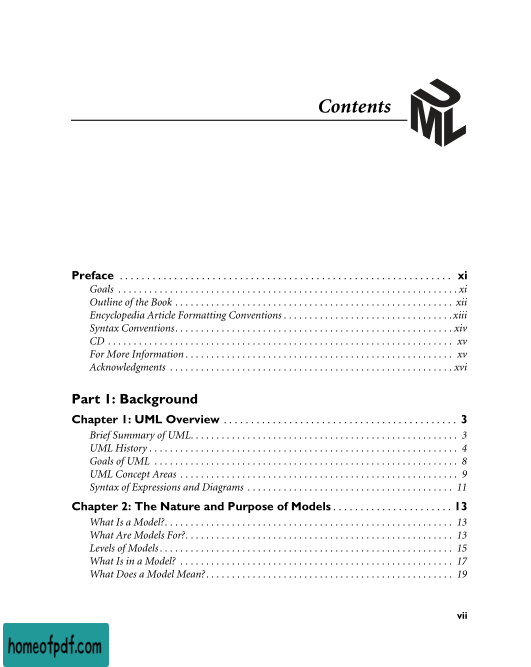 Contents
UML
Preface . . . . . . . . . . . . . . . . . . . . . . . . . . . . . . . . . . . . . . . . . . . . . . . . . . . . . . . . . . . . . xi
Goals . . . . . . . . . . . . . . . . . . . . . . . . . . . . . . . . . . . . . . . . . . . . . . . . . . . . . . . . . . . . . . . . . xi
Outline of the Book . . . . . . . . . . . . . . . . . . . . . . . . . . . . . . . . . . . . . . . . . . . . . . . . . . . . . xii
Encyclopedia Article Formatting Conventions . . . . . . . . . . . . . . . . . . . . . . . . . . . . . . . . . xiii
Syntax Conventions. . . . . . . . . . . . . . . . . . . . . . . . . . . . . . . . . . . . . . . . . . . . . . . . . . . . . xiv
CD . . . . . . . . . . . . . . . . . . . . . . . . . . . . . . . . . . . . . . . . . . . . . . . . . . . . . . . . . . . . . . . . . . xv
For More Information . . . . . . . . . . . . . . . . . . . . . . . . . . . . . . . . . . . . . . . . . . . . . . . . . . . xv
Acknowledgments . . . . . . . . . . . . . . . . . . . . . . . . . . . . . . . . . . . . . . . . . . . . . . . . . . . . . . xvi
Part 1: Background
Chapter 1: UML Overview . . . . . . . . . . . . . . . . . . . . . . . . . . . . . . . . . . . . . . . . . . . 3
Brief Summary of UML. . . . . . . . . . . . . . . . . . . . . . . . . . . . . . . . . . . . . . . . . . . . . . . . . . . 3
UML History . . . . . . . . . . . . . . . . . . . . . . . . . . . . . . . . . . . . . . . . . . . . . . . . . . . . . . . . . . . 4
Goals of UML . . . . . . . . . . . . . . . . . . . . . . . . . . . . . . . . . . . . . . . . . . . . . . . . . . . . . . . . . . 8
UML Concept Areas . . . . . . . . . . . . . . . . . . . . . . . . . . . . . . . . . . . . . . . . . . . . . . . . . . . . . 9
Syntax of Expressions and Diagrams . . . . . . . . . . . . . . . . . . . . . . . . . . . . . . . . . . . . . . . 11
Chapter 2: The Nature and Purpose of Models . . . . . . . . . . . . . . . . . . . . . . 13
What Is a Model?. . . . . . . . . . . . . . . . . . . . . . . . . . . . . . . . . . . . . . . . . . . . . . . . . . . . . . . 13
What Are Models For?. . . . . . . . . . . . . . . . . . . . . . . . . . . . . . . . . . . . . . . . . . . . . . . . . . . 13
Levels of Models . . . . . . . . . . . . . . . . . . . . . . . . . . . . . . . . . . . . . . . . . . . . . . . . . . . . . . . . 15
What Is in a Model? . . . . . . . . . . . . . . . . . . . . . . . . . . . . . . . . . . . . . . . . . . . . . . . . . . . . 17
What Does a Model Mean? . . . . . . . . . . . . . . . . . . . . . . . . . . . . . . . . . . . . . . . . . . . . . . . 19
vii
homeofpdf.com